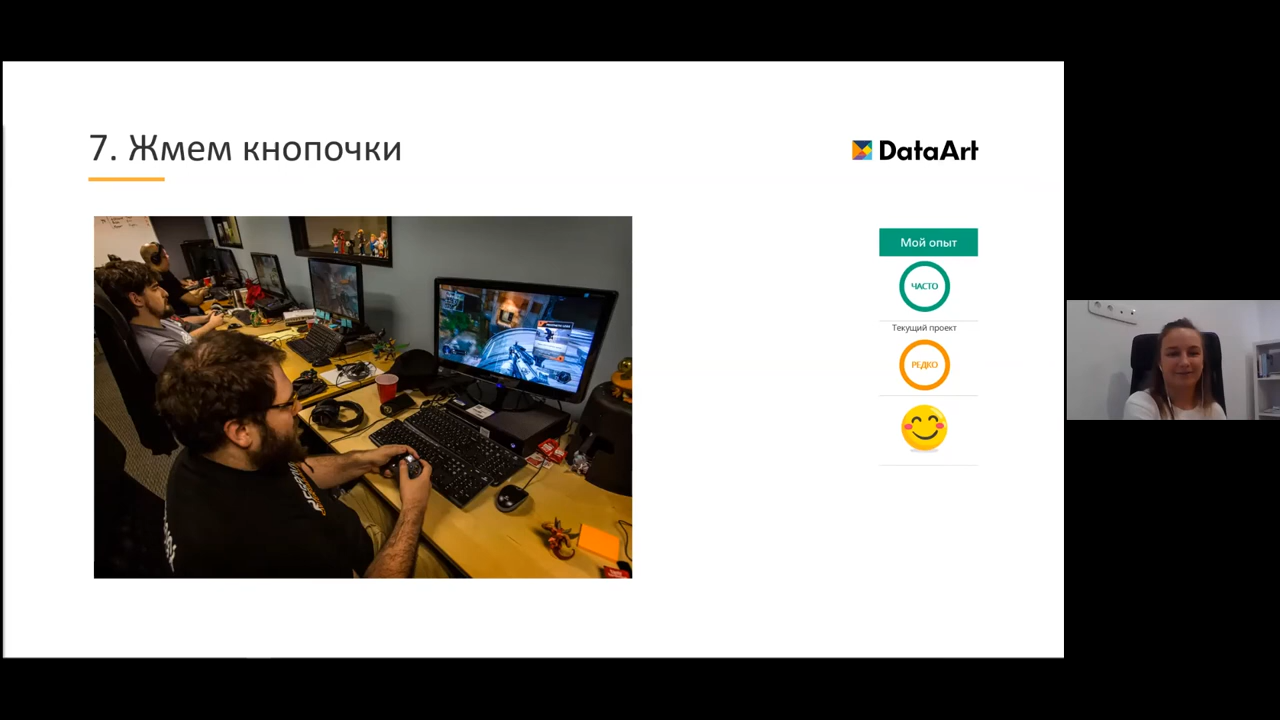 7. Жмем кнопочки
DataArt
Мой опыт
ЧАСТО
Текущий проект
РЕДКО